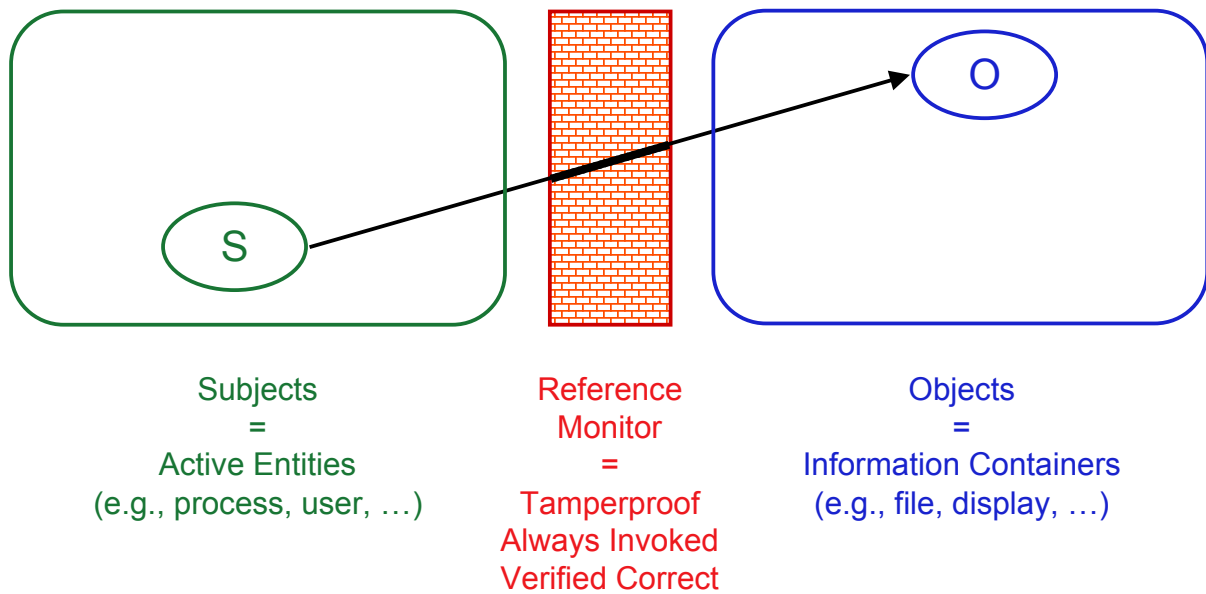 S
O
Subjects
=
Active Entities
(e.g., process, user, …)
Reference
Monitor
=
Tamperproof
Always Invoked
Verified Correct
Objects
=
Information Containers
(e.g., file, display, …)